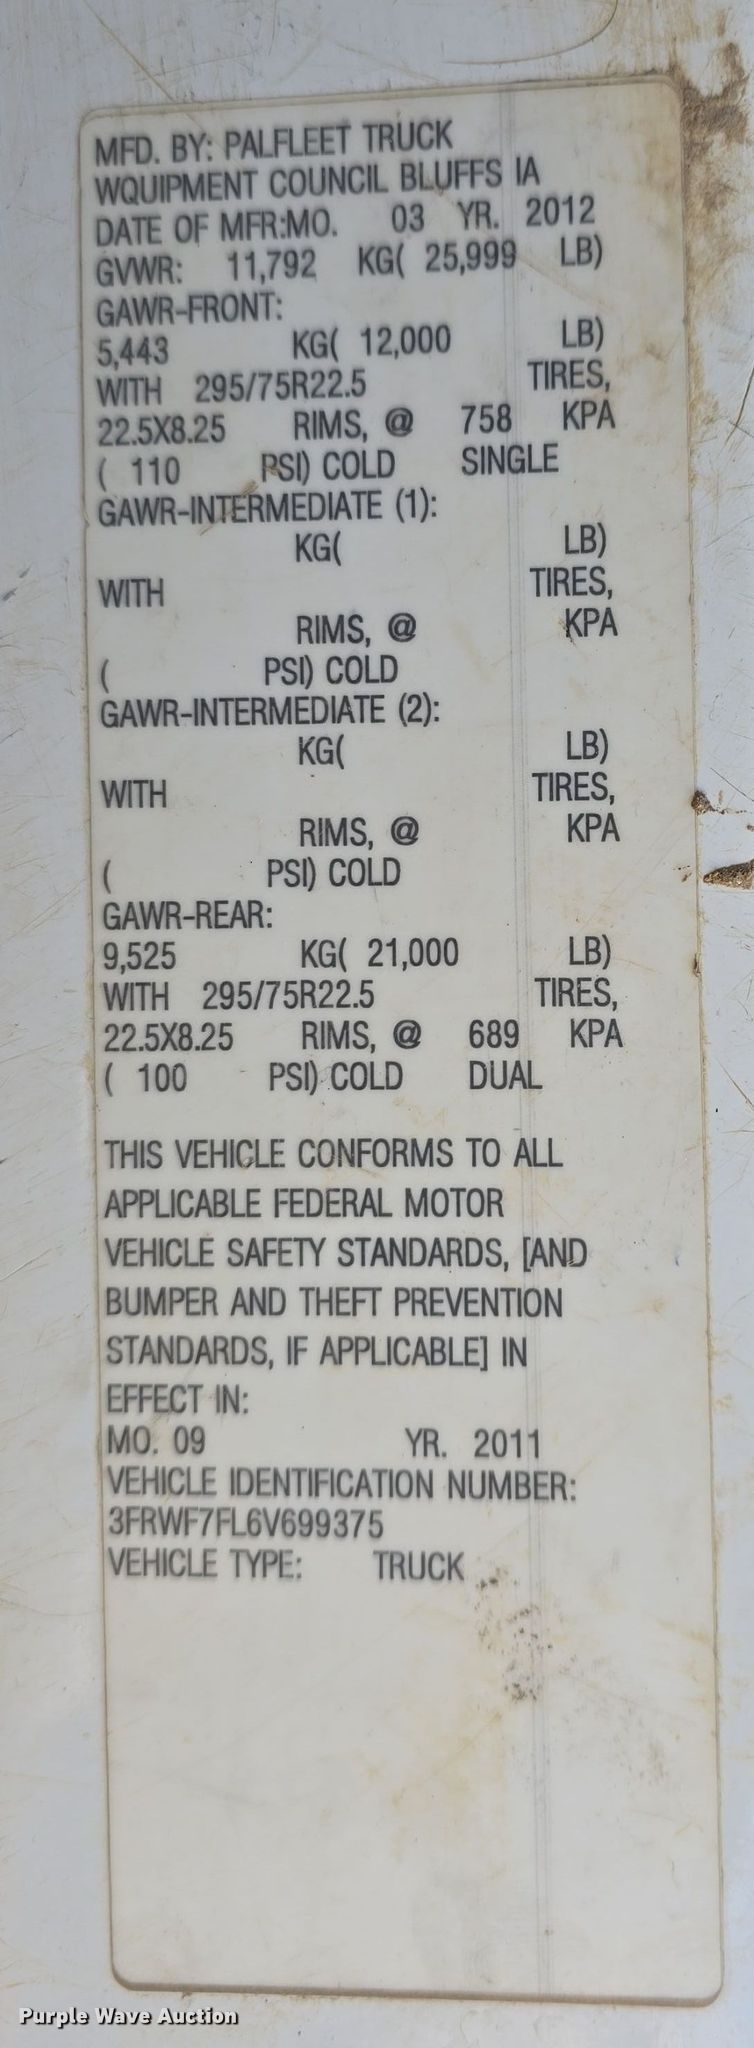 MFD. BY: PALFLEET TRUCK
WQUIPMENT COUNCIL BLUFFS IA
DATE OF MFR:MO. 03 YR. 2012
GVWR: 11,792 KG( 25,999 LB)
GAWR-FRONT:
5,443 KG( 12,000 LB)
WITH 295/75R22.5 TIRES,
22.5X8.25 RIMS, @ 758 KPA
( 110 PSI) COLD SINGLE
GAWR-INTERMEDIATE (1):
KG( LB)
WITH TIRES,
RIMS, @ KPA
( PSI) COLD
GAWR-INTERMEDIATE (2):
KG( LB)
WITH TIRES,
RIMS, @ KPA
( PSI) COLD
GAWR-REAR:
9,525 KG( 21,000 LB)
WITH 295/75R22.5 TIRES,
22.5X8.25 RIMS, @ 689 KPA
( 100 PSI) COLD DUAL
THIS VEHICLE CONFORMS TO ALL
APPLICABLE FEDERAL MOTOR
VEHICLE SAFETY STANDARDS, [AND
BUMPER AND THEFT PREVENTION
STANDARDS, IF APPLICABLE] IN
EFFECT IN:
MO. 09 YR. 2011
VEHICLE IDENTIFICATION NUMBER:
3FRWF7FL6V699375
VEHICLE TYPE: TRUCK
Purple Wave Auction